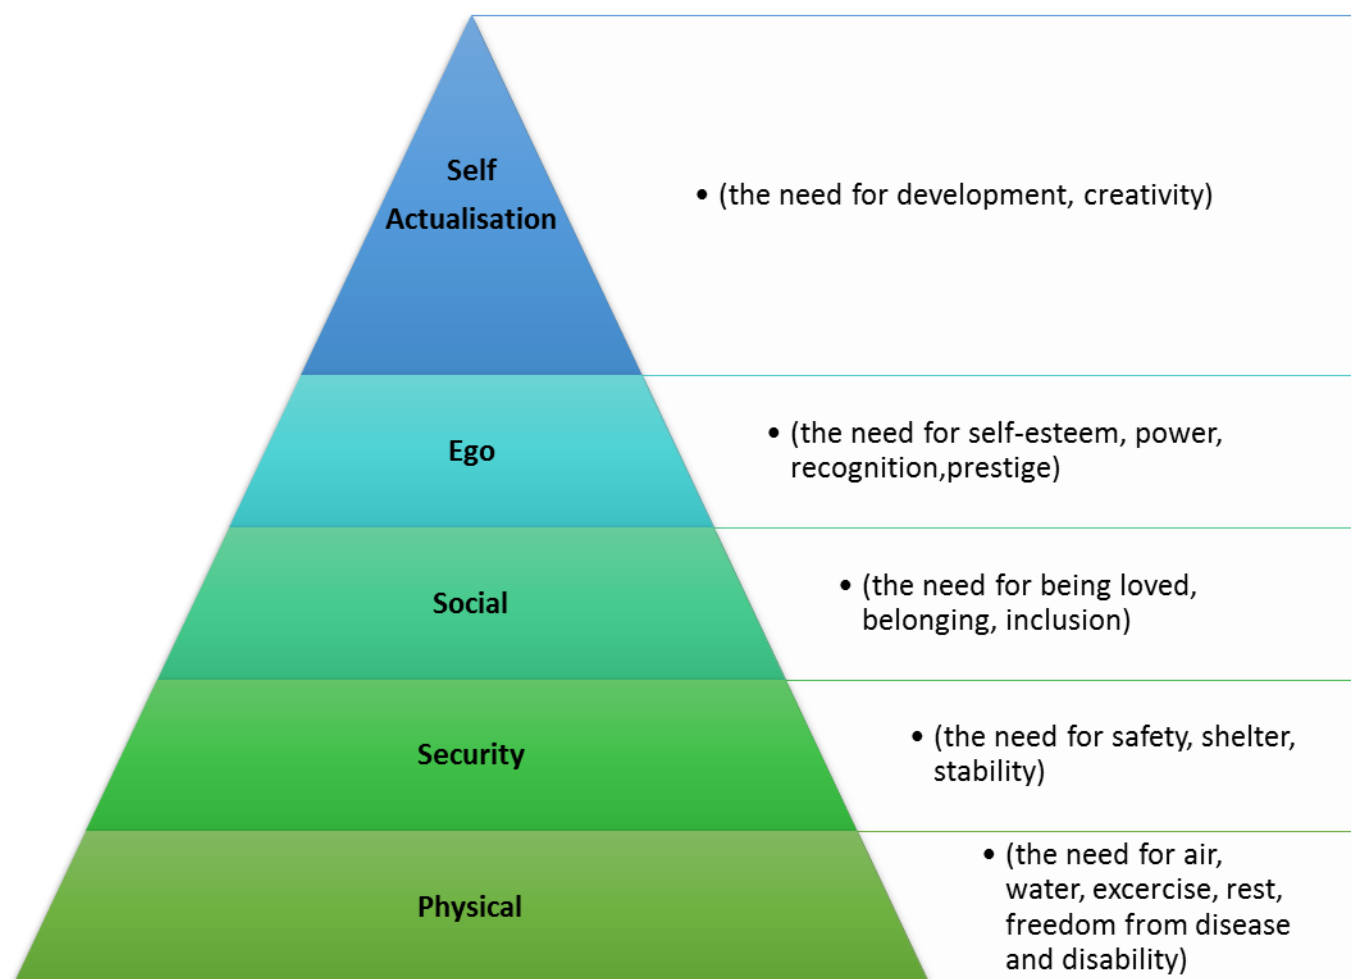 Self
Actualisation
• (the need for development, creativity)
Ego
• (the need for self-esteem, power,
recognition,prestige)
Social
• (the need for being loved,
belonging, inclusion)
Security
• (the need for safety, shelter,
stability)
Physical
• (the need for air,
water, excercise, rest,
freedom from disease
and disability)